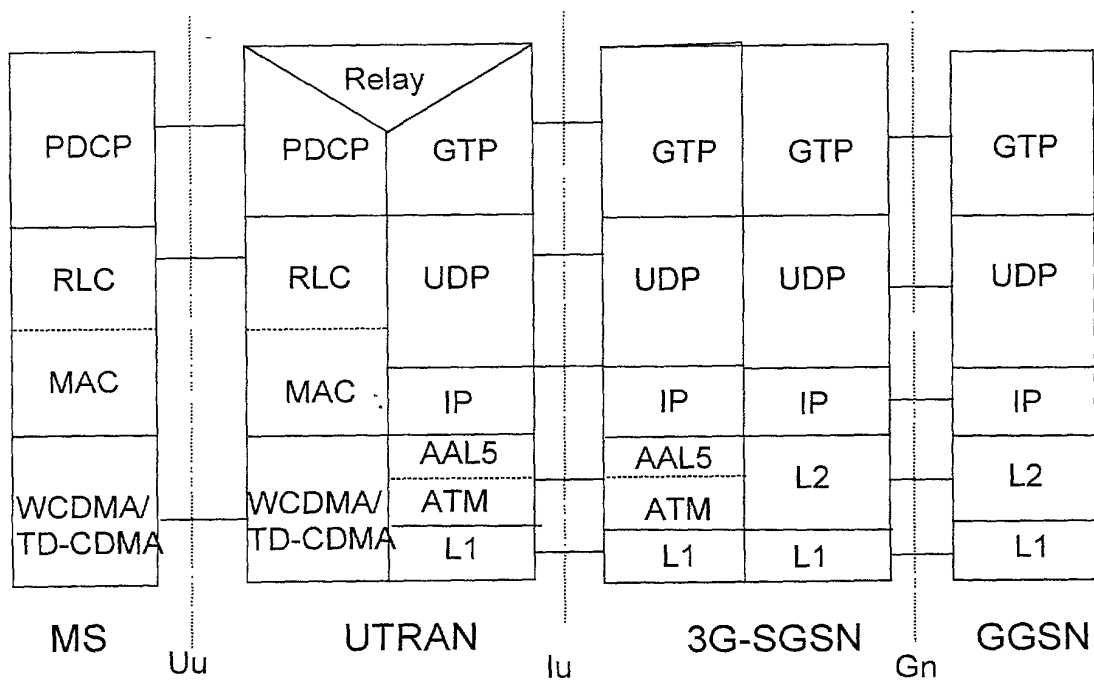 Relay
PDCP PDCP GTP GTP GTP GTP
RLC RLC UDP UDP UDP UDP
MAC MAC IP IP IP IP
AAL5 AAL5
WCDMA/ TD-CDMA WCDMA/ TD-CDMA ATM ATM L2 L2
L1 L1 L1 L1
MS UTRAN 3G-SGSN GGSN
Uu Iu Gn